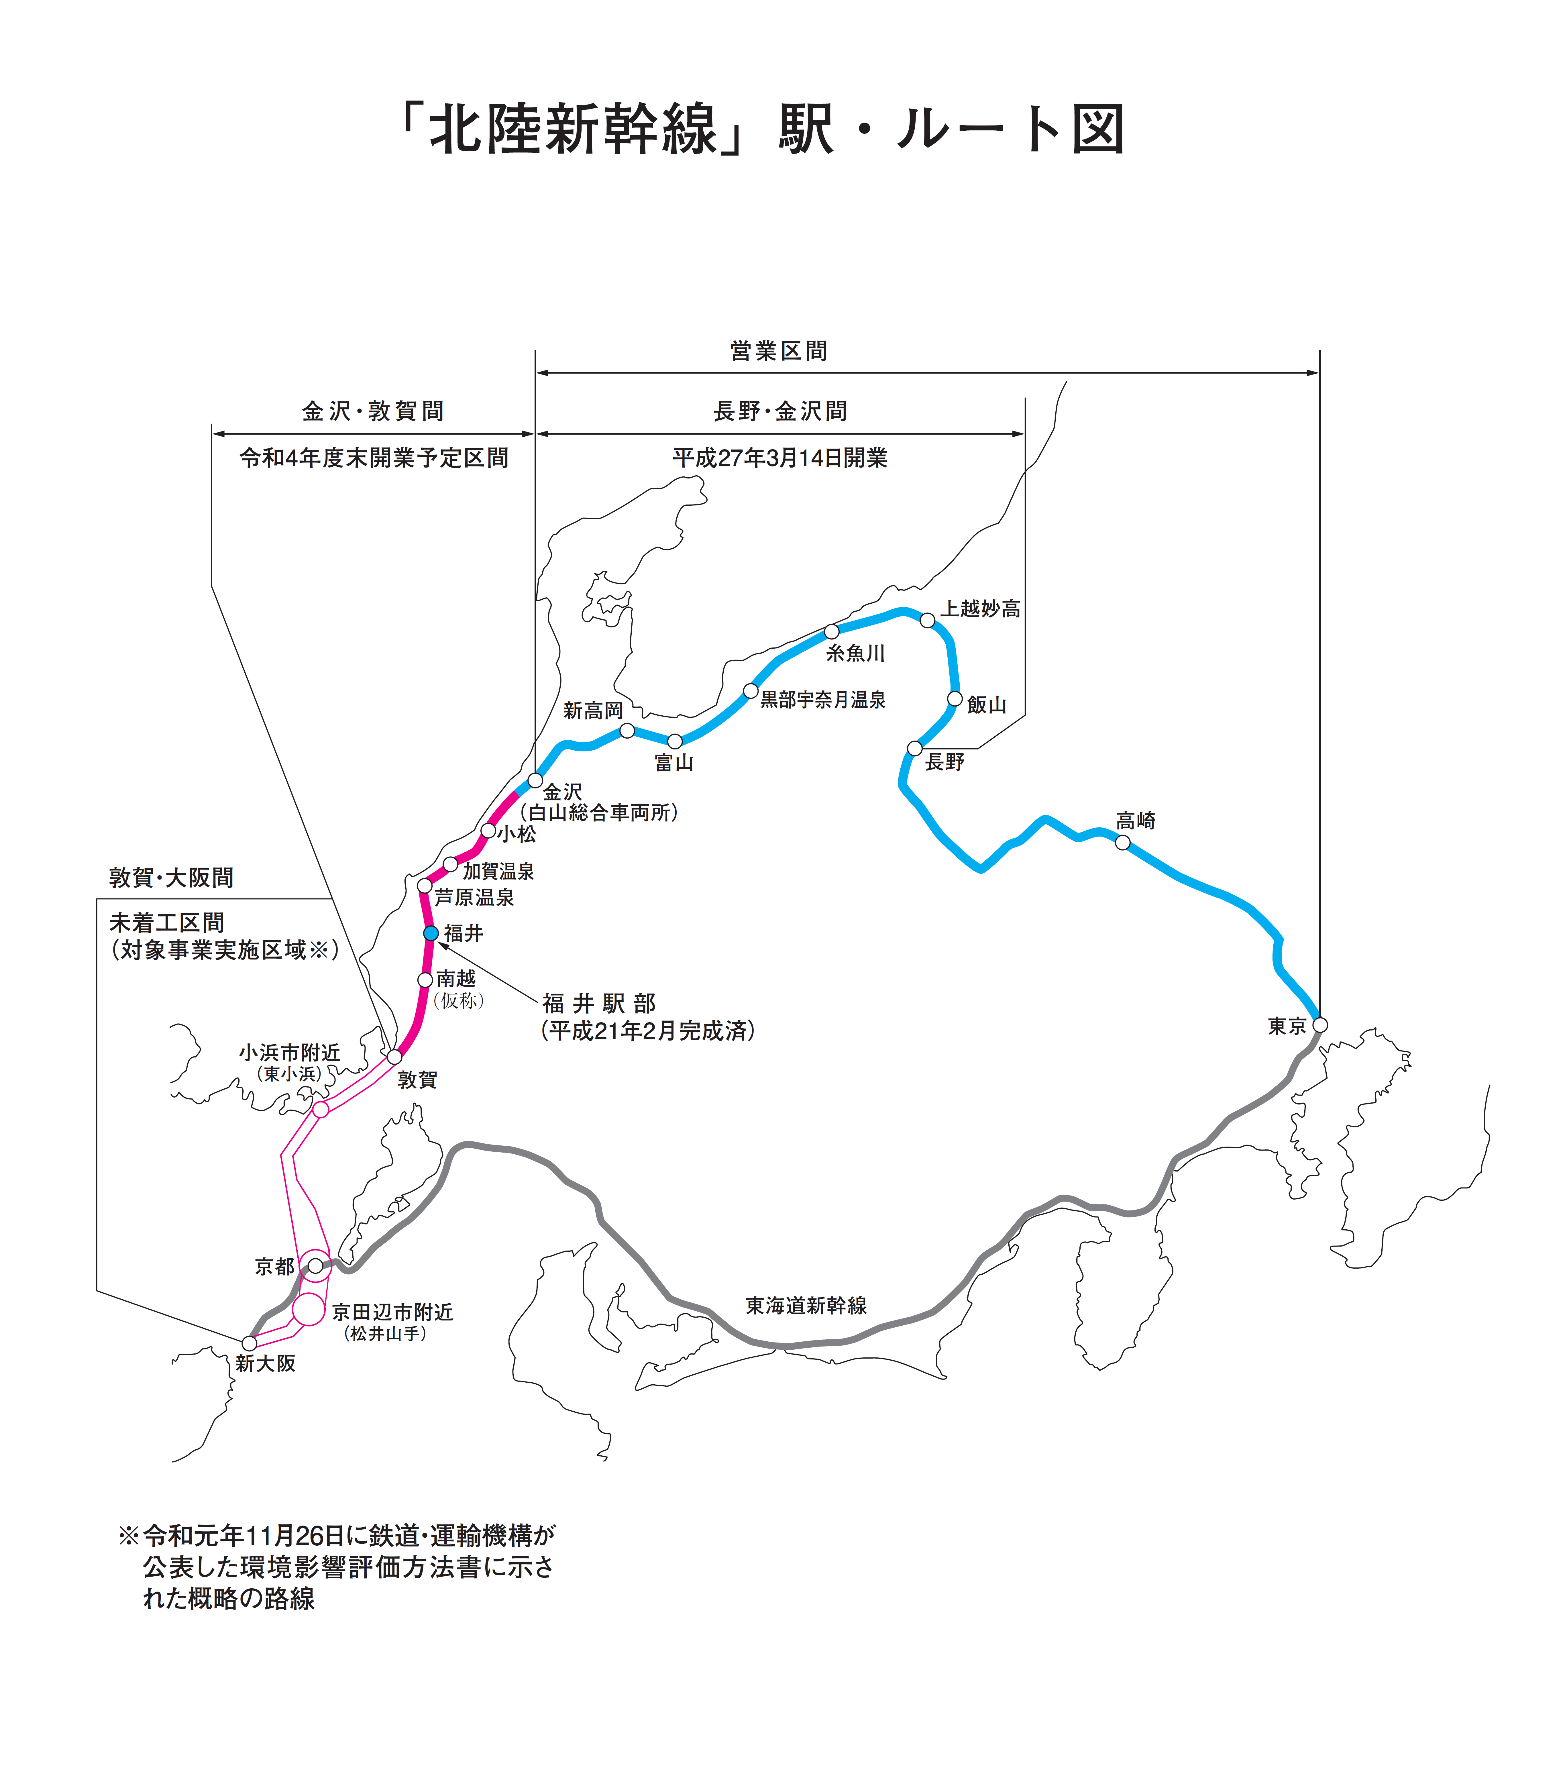 「北陸新幹線」駅・ルート図
営業区間
金沢・敦賀間
長野・金沢間
令和4年度末開業予定区間
平成27年3月14日開業
上越妙高
糸魚川
黒部宇奈月温泉
飯山
新高岡
富山
長野
金沢
(白山総合車両所)
高崎
小松
加賀温泉
芦原温泉
敦賀・大阪間
未着工区間
(対象事業実施区域※)
福井
南越
(仮称)
福井駅部
(平成21年2月完成済)
東京
小浜市附近
(東小浜)
敦賀
京都
京田辺市附近
(松井山手)
新大阪
東海道新幹線
※令和元年11月26日に鉄道・運輸機構が
公表した環境影響評価方法書に示さ
れた概略の路線